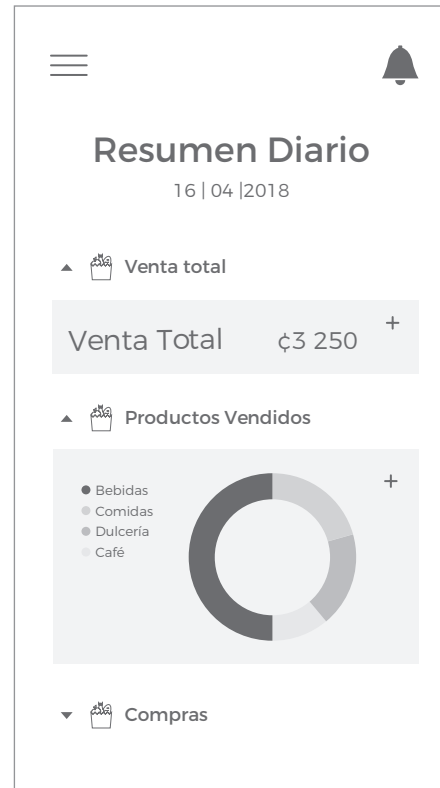 Resumen Diario
16 | 04 |2018
Venta total
Venta Total ¢3 250 +
Productos Vendidos
+
Bebidas
Comidas
Dulcería
Café
Compras